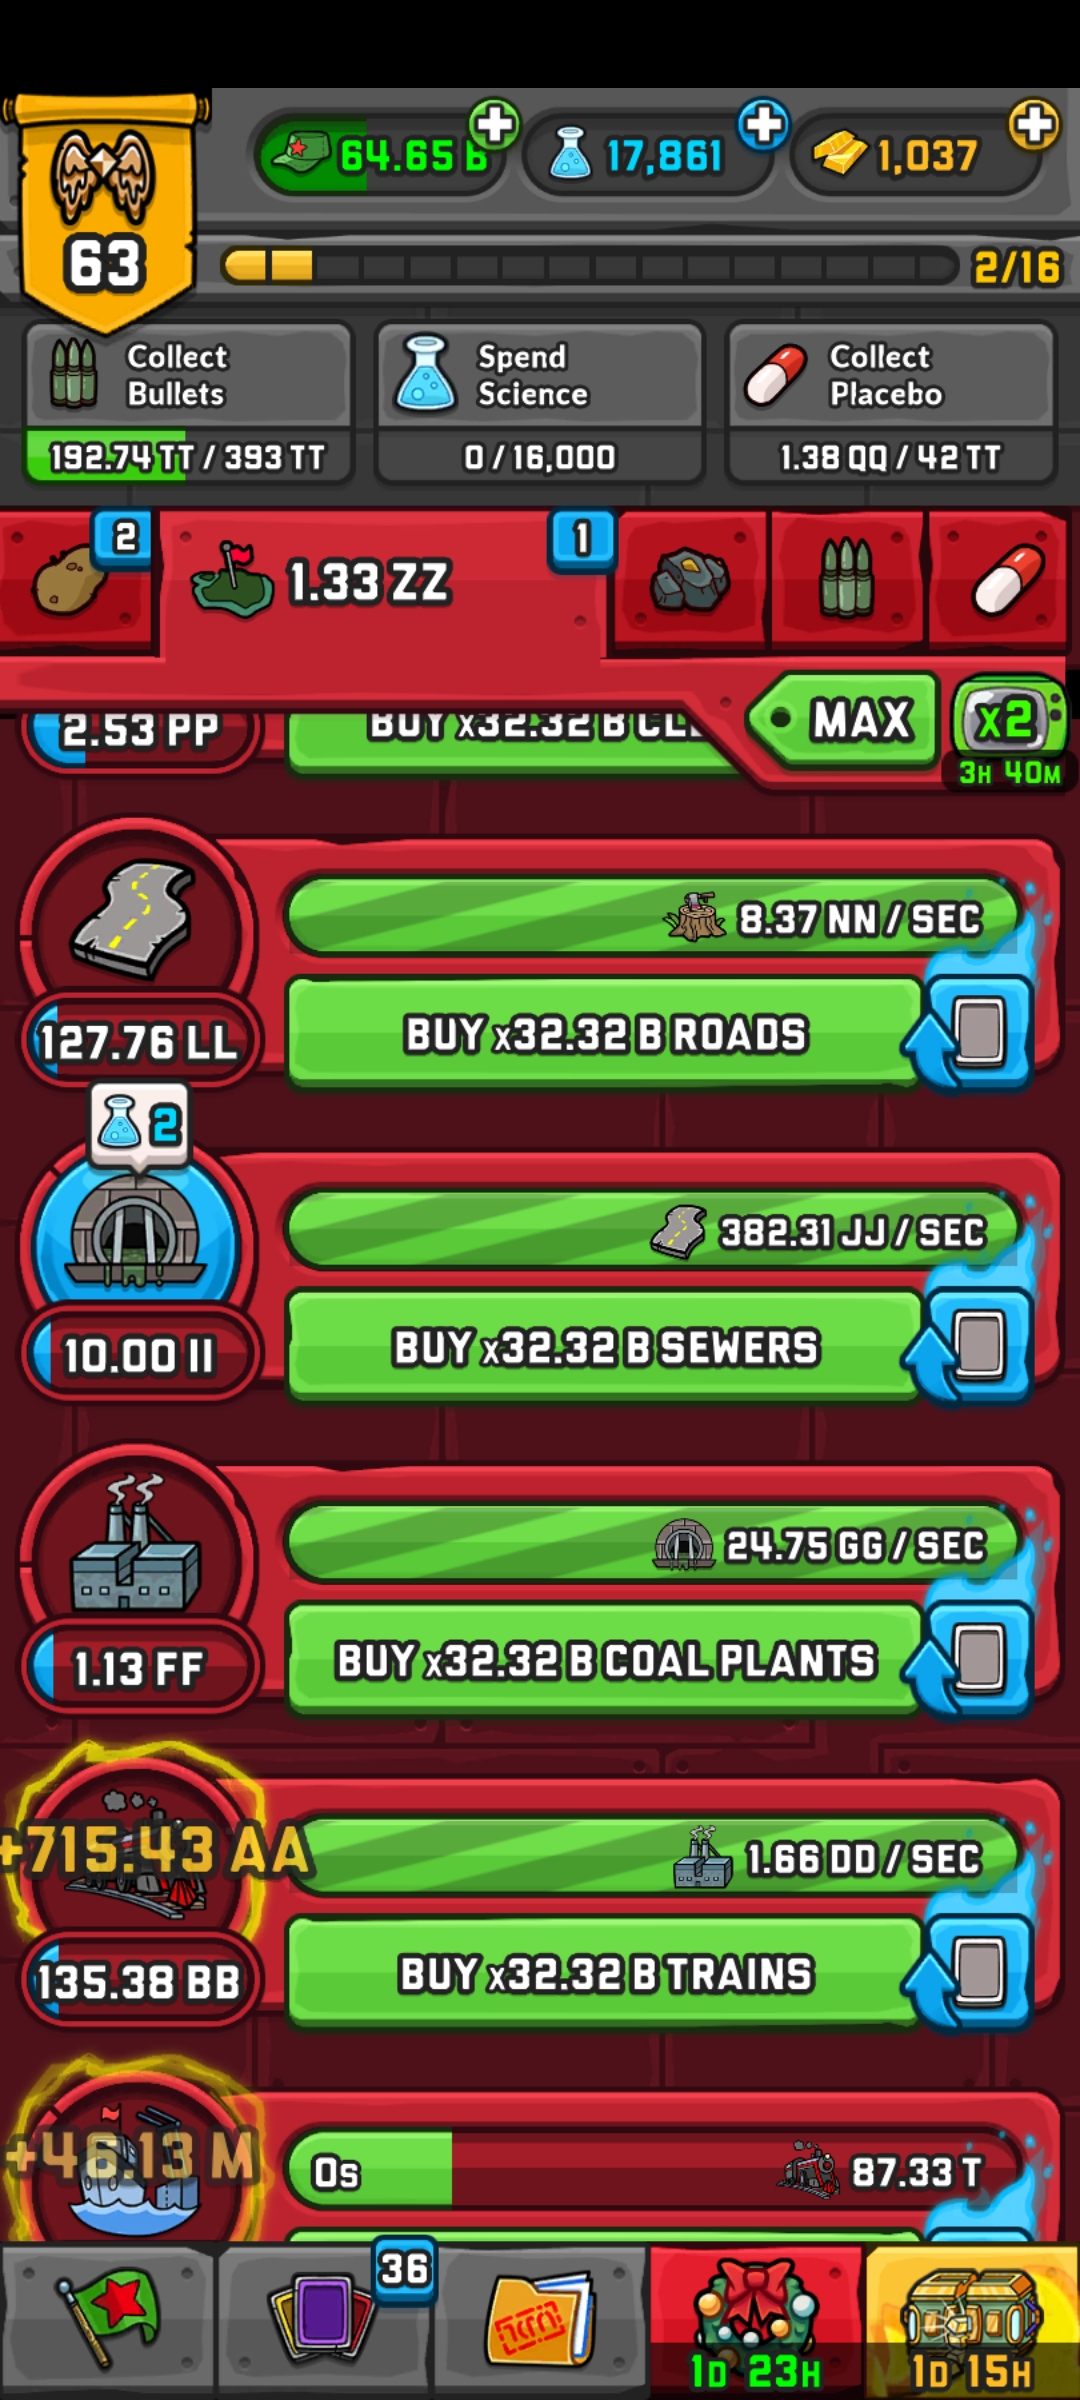 64.65 B
17,861
1,037
63
2/16
Collect
Bullets
Spend
Science
Collect
Placebo
192.74 TT / 393 TT
0 / 16,000
1.38 QQ / 42 TT
2
1.33 ZZ
1
MAX
x2
3H 40M
2.53 PP
BUY x32.32 B
8.37 NN / SEC
127.76 LL
BUY x32.32 B ROADS
2
382.31 JJ / SEC
10.00 II
BUY x32.32 B SEWERS
24.75 GG / SEC
1.13 FF
BUY x32.32 B COAL PLANTS
+715.43 AA
1.66 DD / SEC
135.38 BB
BUY x32.32 B TRAINS
+46.13 M
0s
87.33 T
36
1D 23H
1D 15H